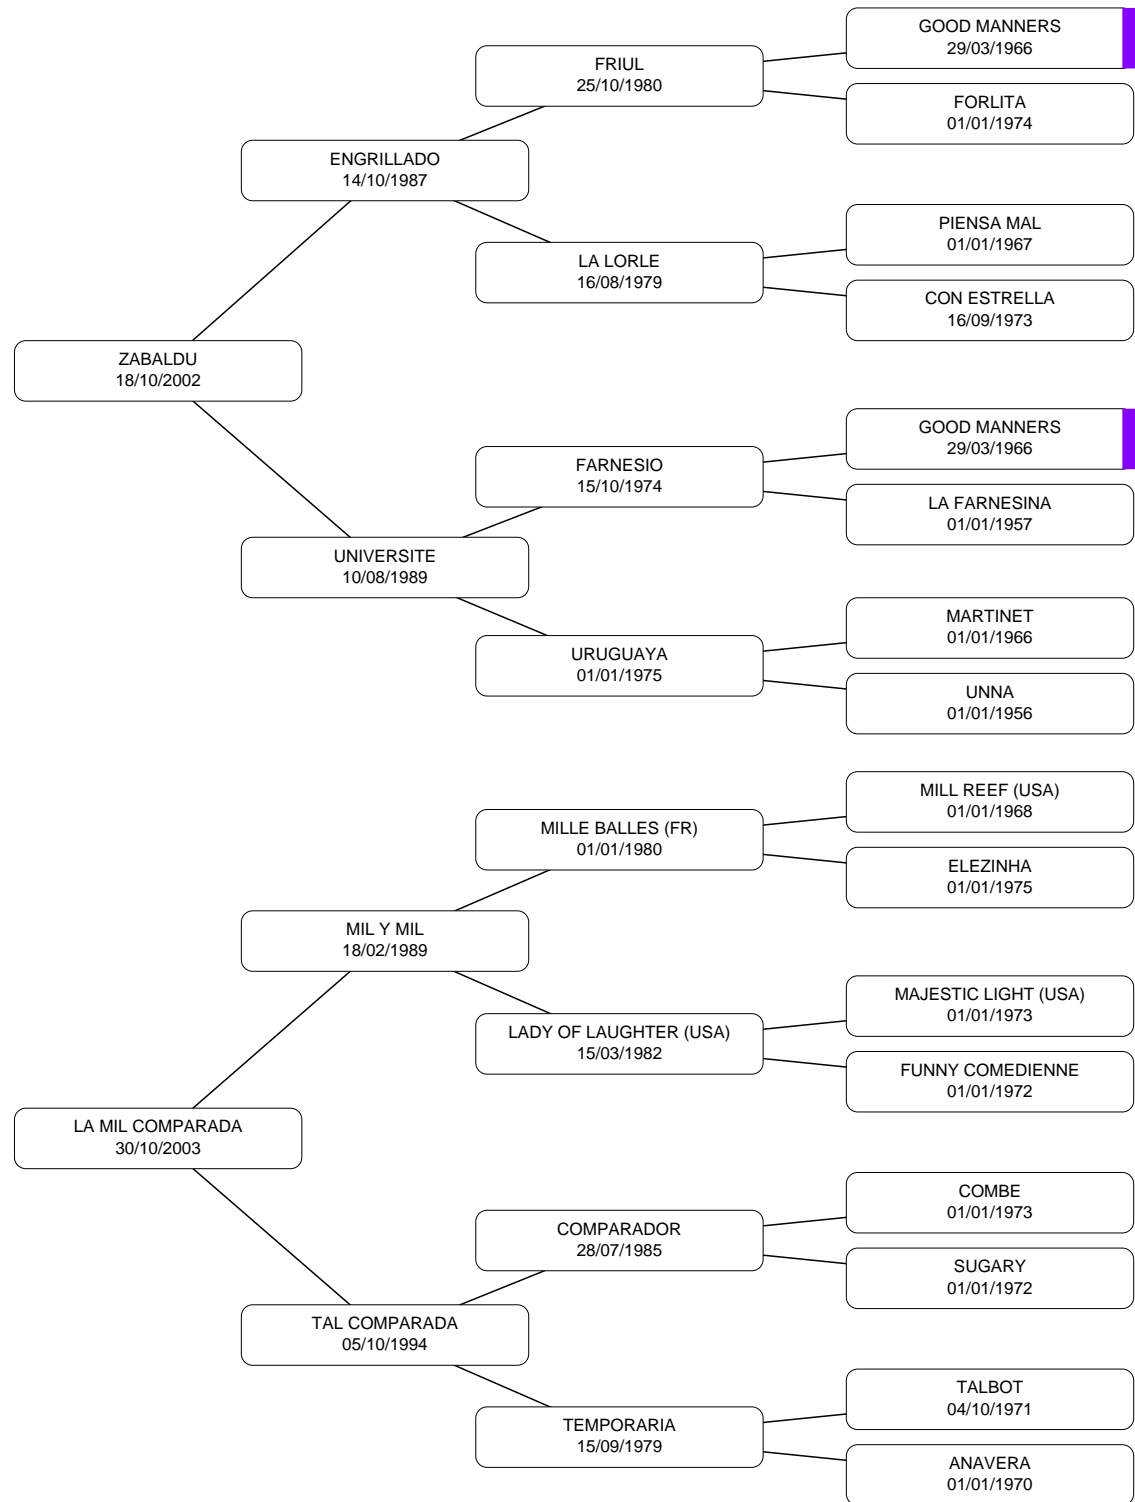 GOOD MANNERS
29/03/1966
FRIUL
25/10/1980
FORLITA
01/01/1974
ENGRILLADO
14/10/1987
PIENSA MAL
01/01/1967
LA LORLE
16/08/1979
CON ESTRELLA
16/09/1973
ZABALDU
18/10/2002
GOOD MANNERS
29/03/1966
FARNESIO
15/10/1974
LA FARNESINA
01/01/1957
UNIVERSITE
10/08/1989
MARTINET
01/01/1966
URUGUAYA
01/01/1975
UNNA
01/01/1956
MILL REEF (USA)
01/01/1968
MILLE BALLES (FR)
01/01/1980
ELEZINHA
01/01/1975
MIL Y MIL
18/02/1989
MAJESTIC LIGHT (USA)
01/01/1973
LADY OF LAUGHTER (USA)
15/03/1982
FUNNY COMEDIENNE
01/01/1972
LA MIL COMPARADA
30/10/2003
COMBE
01/01/1973
COMPARADOR
28/07/1985
SUGARY
01/01/1972
TAL COMPARADA
05/10/1994
TALBOT
04/10/1971
TEMPORARIA
15/09/1979
ANAVERA
01/01/1970